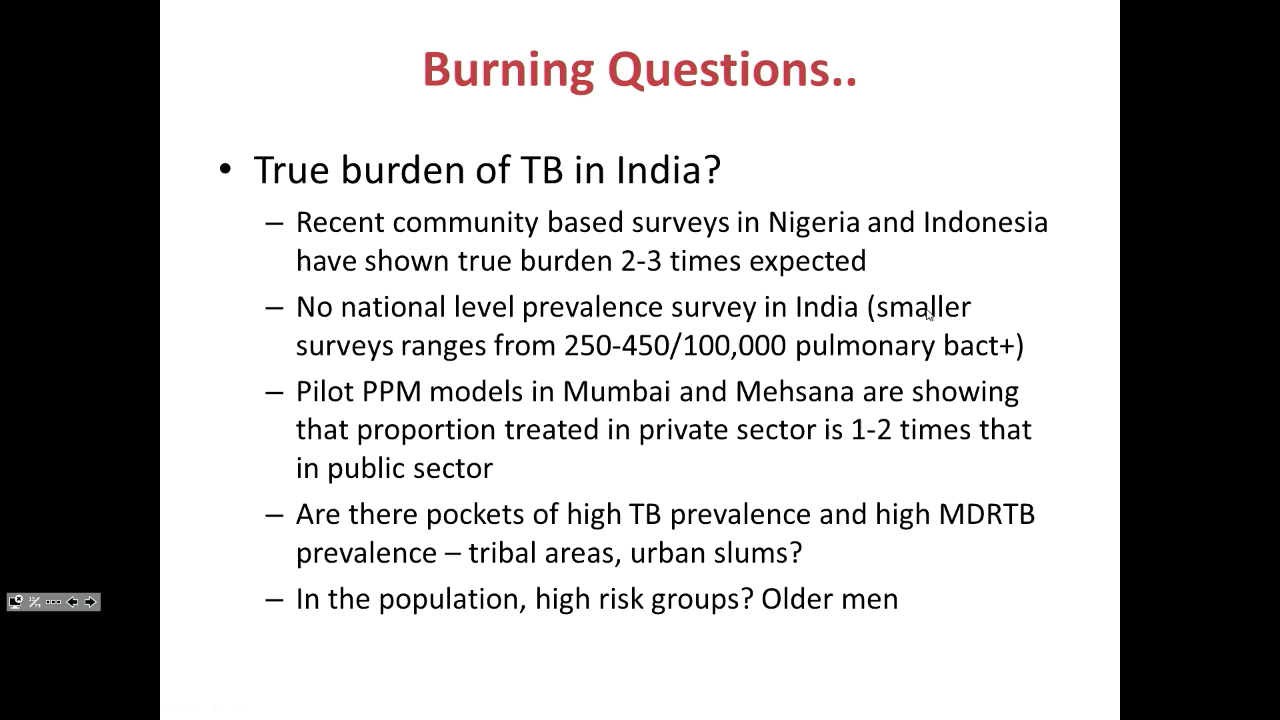 Burning Questions..
• True burden of TB in India?
– Recent community based surveys in Nigeria and Indonesia
have shown true burden 2-3 times expected
– No national level prevalence survey in India (smaller
surveys ranges from 250-450/100,000 pulmonary bact+)
– Pilot PPM models in Mumbai and Mehsana are showing
that proportion treated in private sector is 1-2 times that
in public sector
– Are there pockets of high TB prevalence and high MDRTB
prevalence – tribal areas, urban slums?
– In the population, high risk groups? Older men